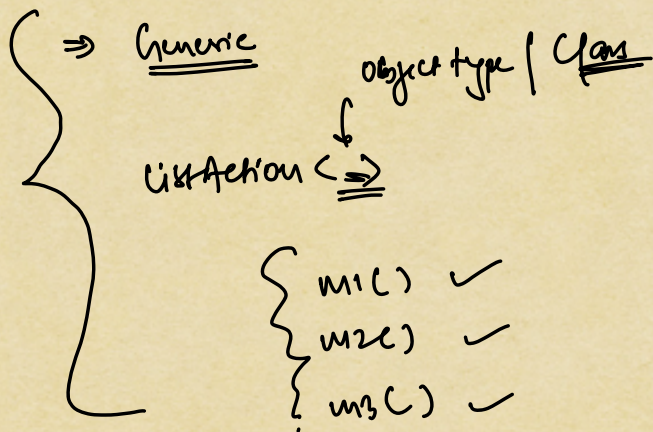 ⇒ Generic
Object type | Class
ListAction < = >
m1( ) ✓
m2( ) ✓
m3( ) ✓